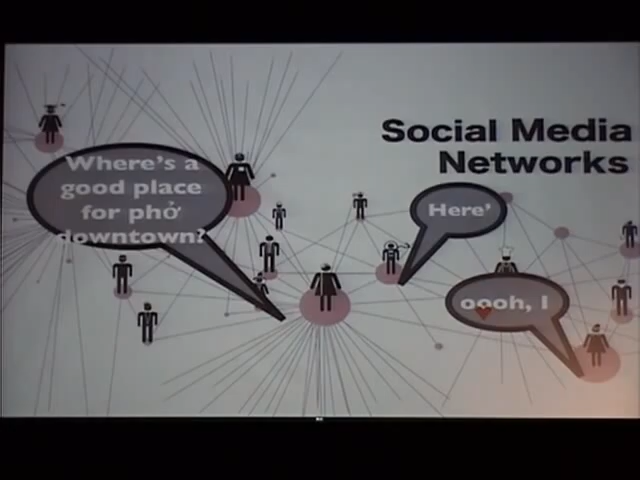 Social Media
Networks
Where's a
good place
for phở
downtown?
Here'
oooh, I